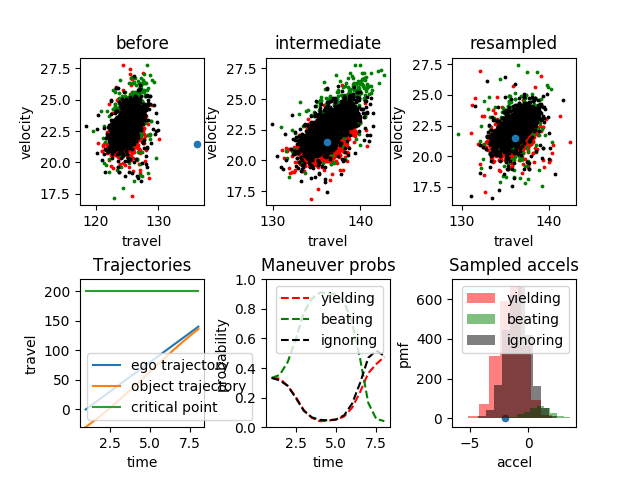 before
intermediate
resampled
27.5
25.0
22.5
20.0
17.5
velocity
120
130
travel
27.5
25.0
22.5
20.0
17.5
velocity
130
140
travel
27.5
25.0
22.5
20.0
17.5
velocity
130
140
travel
Trajectories
Maneuver probs
Sampled accels
200
150
100
50
0
travel
ego trajectory
object trajectory
critical point
2.5
5.0
7.5
time
1.0
0.8
0.6
0.4
0.2
0.0
probability
yielding
beating
ignoring
2.5
5.0
7.5
time
600
400
200
0
pmf
yielding
beating
ignoring
−5
0
accel